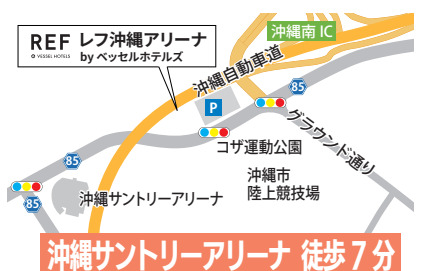 REF レフ沖縄アリーナ
VESSEL HOTELS by ベッセルホテルズ
沖縄南 IC
沖縄自動車道
85
P
グラウンド通り
コザ運動公園
85
沖縄市
陸上競技場
沖縄サントリーアリーナ
85
沖縄サントリーアリーナ 徒歩7分